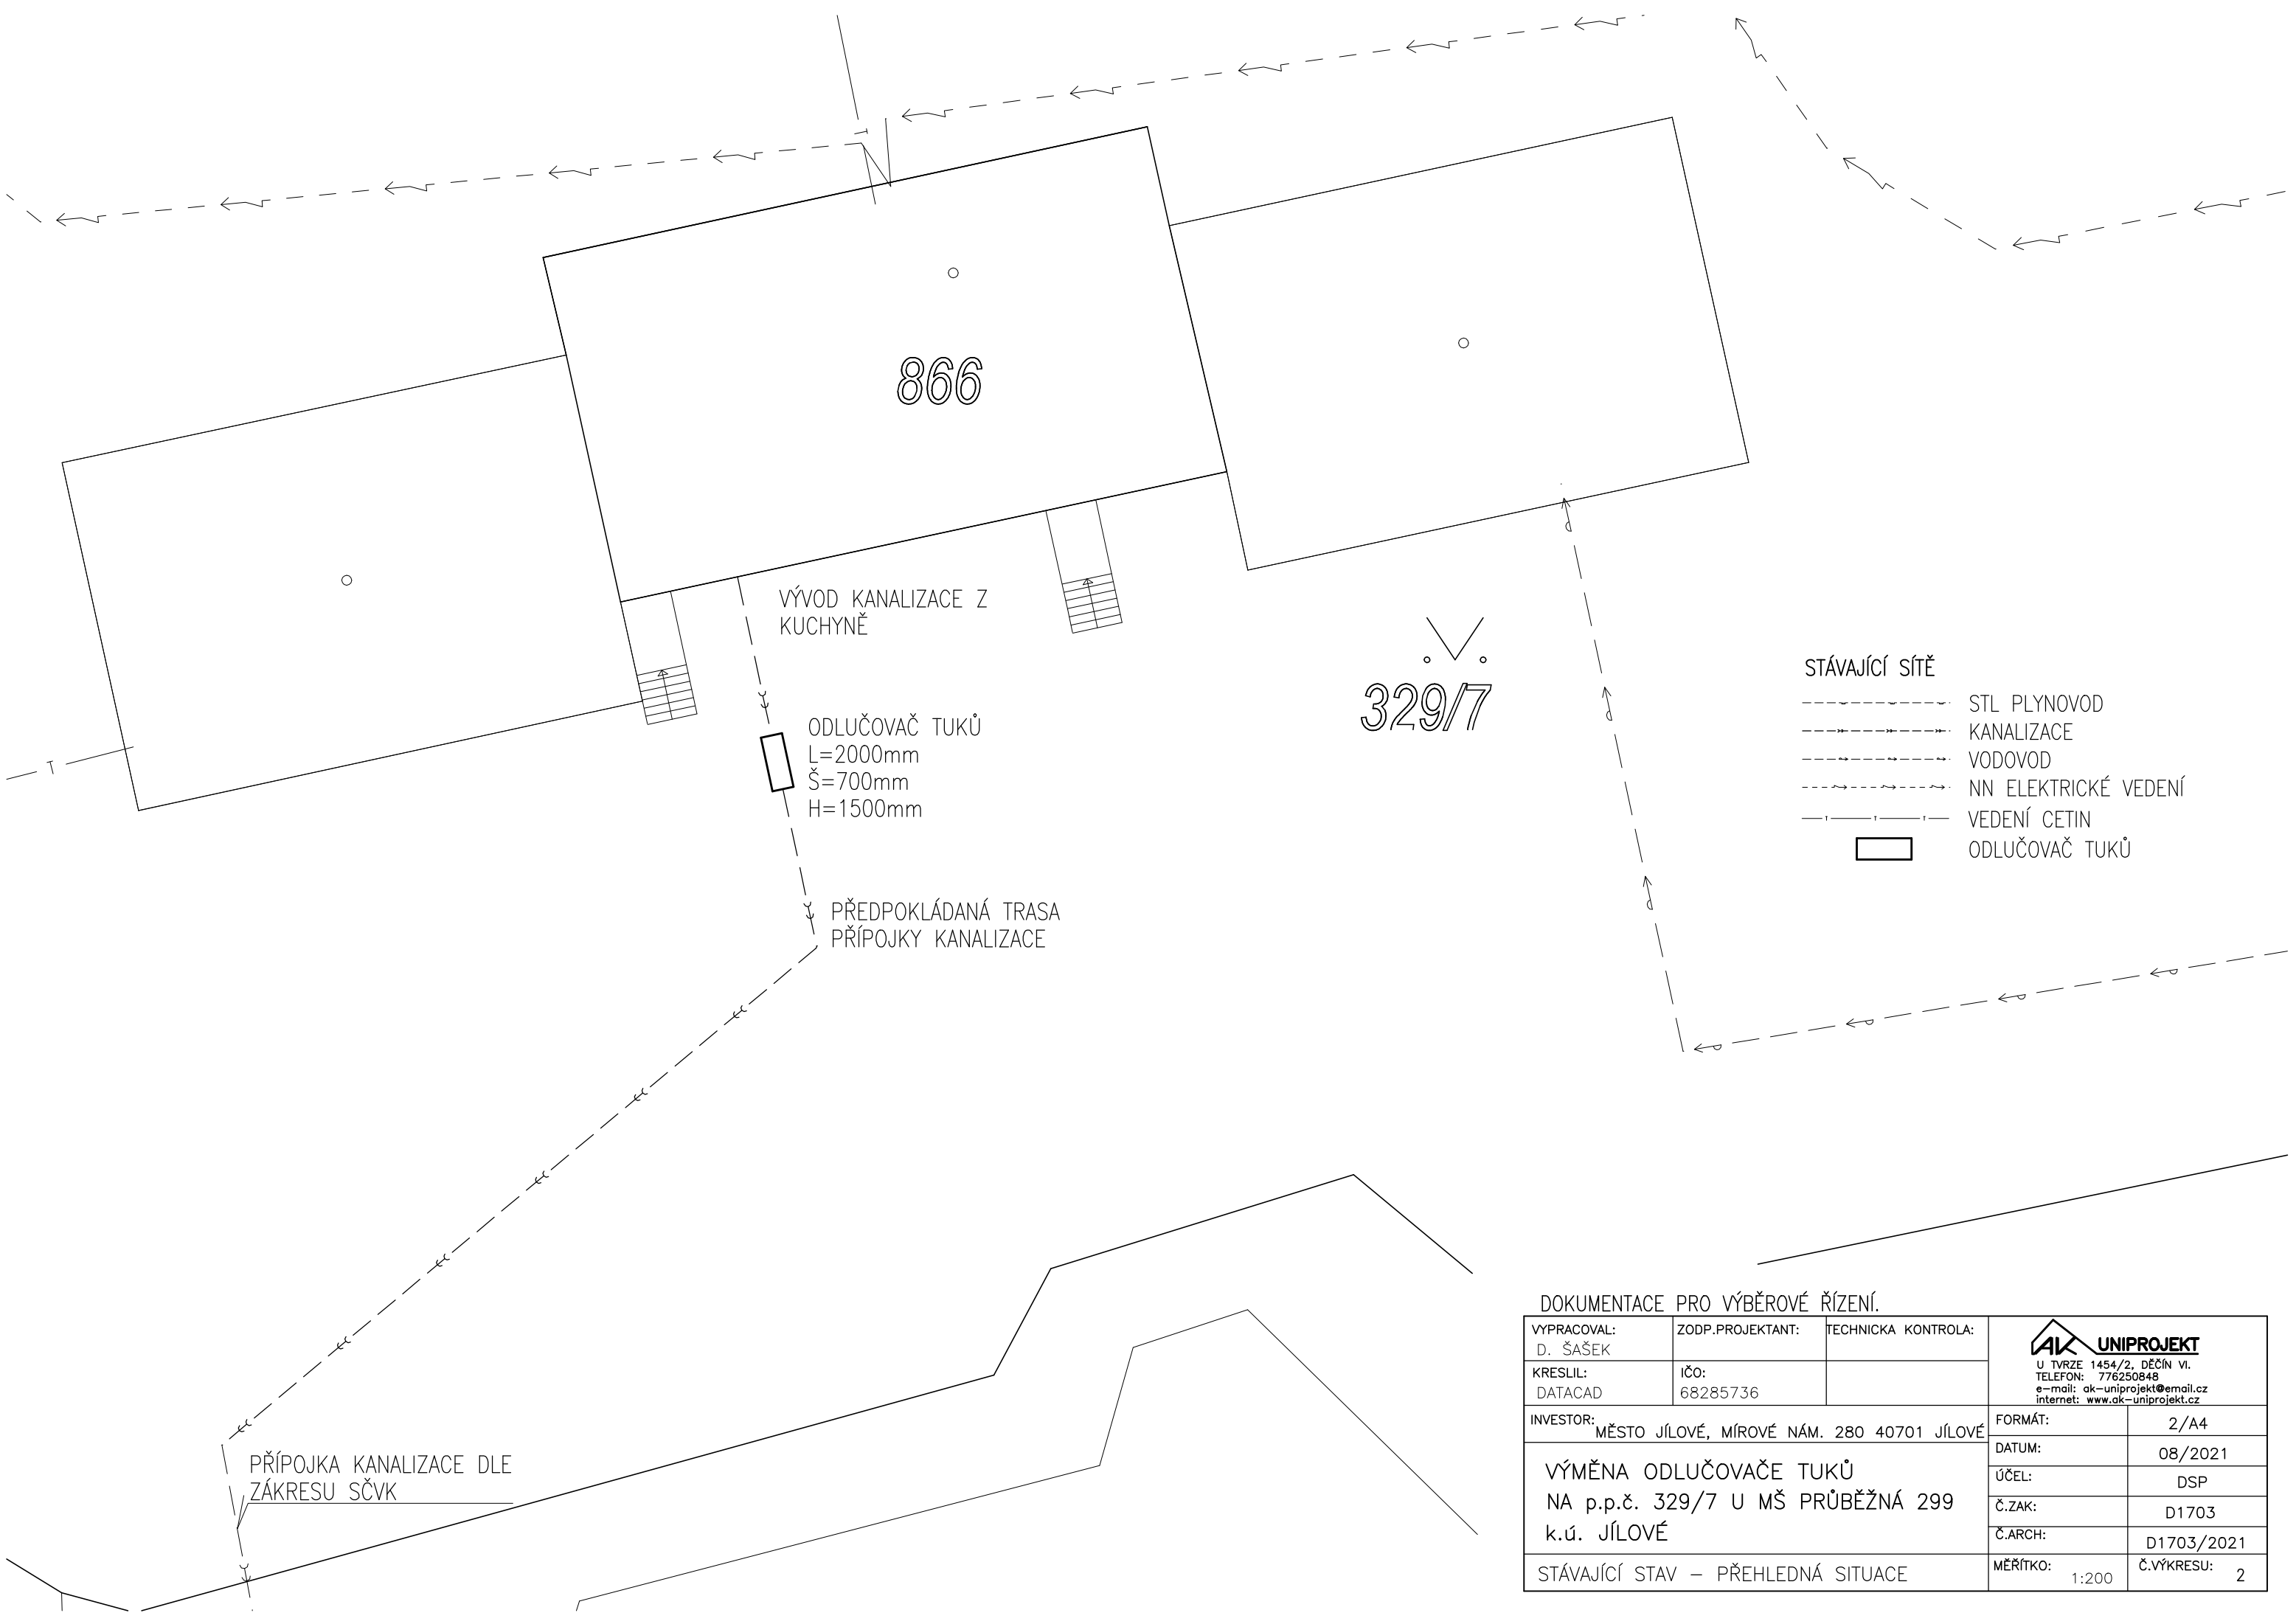 866
VÝVOD KANALIZACE Z
KUCHYNĚ
329/7
ODLUČOVAČ TUKŮ
L=2000mm
Š=700mm
H=1500mm
STÁVAJÍCÍ SÍTĚ
STL PLYNOVOD
KANALIZACE
VODOVOD
NN ELEKTRICKÉ VEDENÍ
VEDENÍ CETIN
ODLUČOVAČ TUKŮ
PŘEDPOKLÁDANÁ TRASA
PŘÍPOJKY KANALIZACE
PŘÍPOJKA KANALIZACE DLE
ZÁKRESU SČVK
DOKUMENTACE PRO VÝBĚROVÉ ŘÍZENÍ.
VYPRACOVAL:
D. ŠAŠEK
ZODP.PROJEKTANT:
TECHNICKA KONTROLA:
KRESLIL:
DATACAD
IČO:
68285736
AK UNIPROJEKT
U TVRZE 1454/2, DĚČÍN VI.
TELEFON: 776250848
e-mail: ak-uniprojekt@email.cz
internet: www.ak-uniprojekt.cz
INVESTOR: MĚSTO JÍLOVÉ, MÍROVÉ NÁM. 280 40701 JÍLOVÉ
VÝMĚNA ODLUČOVAČE TUKŮ
NA p.p.č. 329/7 U MŠ PRŮBĚŽNÁ 299
k.ú. JÍLOVÉ
STÁVAJÍCÍ STAV – PŘEHLEDNÁ SITUACE
FORMÁT: 2/A4
DATUM: 08/2021
ÚČEL: DSP
Č.ZAK: D1703
Č.ARCH: D1703/2021
MĚŘÍTKO: 1:200
Č.VÝKRESU: 2